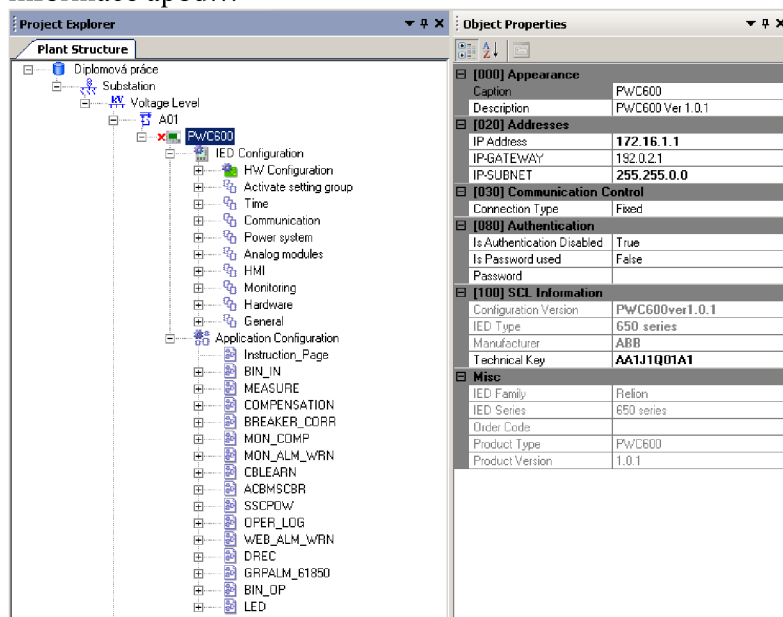 Project Explorer
Plant Structure
Diplomová práce
Substation
Voltage Level
A01
PWC600
IED Configuration
HW Configuration
Activate setting group
Time
Communication
Power system
Analog modules
HMI
Monitoring
Hardware
General
Application Configuration
Instruction_Page
BIN_IN
MEASURE
COMPENSATION
BREAKER_CORR
MON_COMP
MON_ALM_WRN
CBLEARN
ACBMSCBR
SSCPOW
OPER_LOG
WEB_ALM_WRN
DREC
GRPALM_61850
BIN_OP
LED
Object Properties
[000] Appearance
Caption PWC600
Description PWC600 Ver 1.0.1
[020] Addresses
IP Address 172.16.1.1
IP-GATEWAY 192.0.2.1
IP-SUBNET 255.255.0.0
[030] Communication Control
Connection Type Fixed
[080] Authentication
Is Authentication Disabled True
Is Password used False
Password
[100] SCL Information
Configuration Version PWC600ver1.0.1
IED Type 650 series
Manufacturer ABB
Technical Key AA1J1Q01A1
Misc
IED Family Relion
IED Series 650 series
Order Code
Product Type PWC600
Product Version 1.0.1